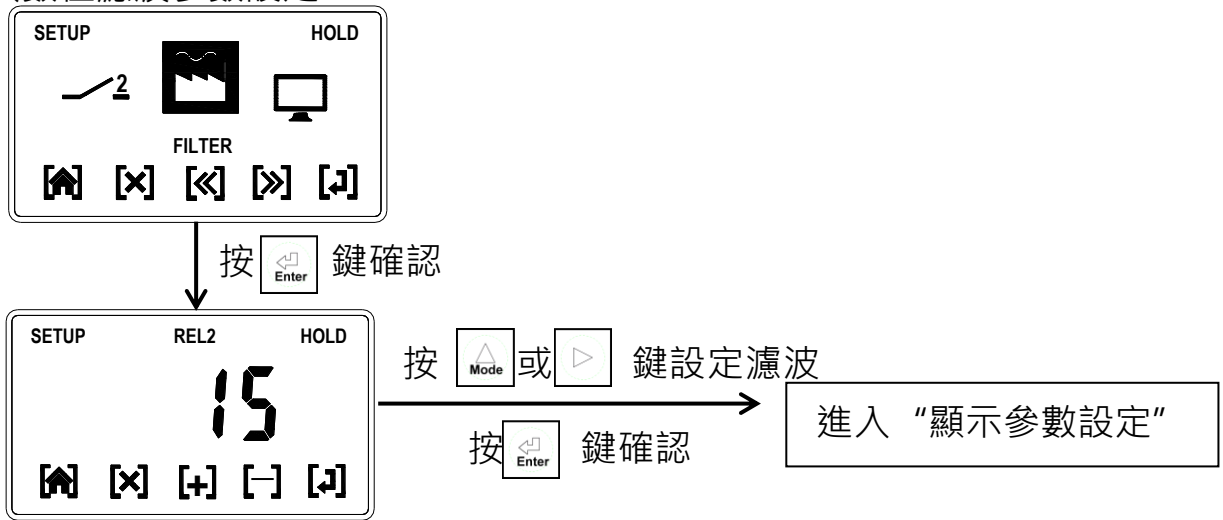 SETUP HOLD
2
FILTER
按 Enter 鍵確認
SETUP REL2 HOLD
15
按 Mode 或 鍵設定濾波
按 Enter 鍵確認
進入 “顯示參數設定”